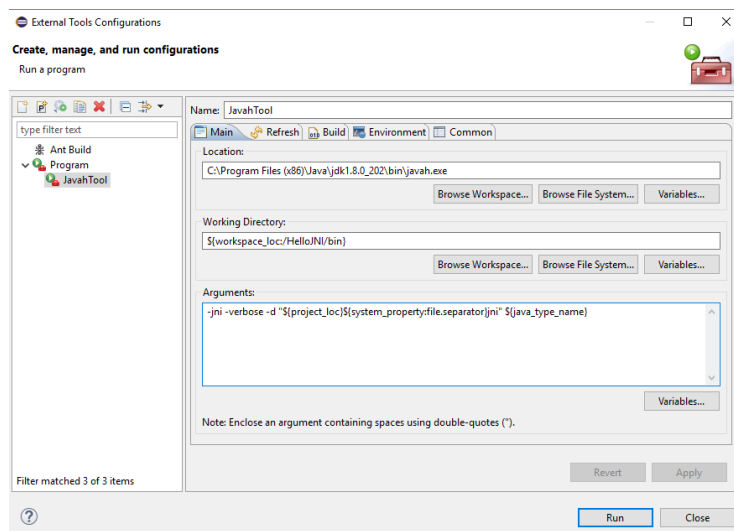 External Tools Configurations
Create, manage, and run configurations
Run a program
Name: JavahTool
type filter text
Main Refresh Build Environment Common
Ant Build
Program
JavahTool
Location:
C:\Program Files (x86)\Java\jdk1.8.0_202\bin\javah.exe
Browse Workspace... Browse File System... Variables...
Working Directory:
${workspace_loc:/HelloJNI/bin}
Browse Workspace... Browse File System... Variables...
Arguments:
-jni -verbose -d "${project_loc}${system_property:file.separator}jni" ${java_type_name}
Variables...
Note: Enclose an argument containing spaces using double-quotes (").
Revert Apply
Filter matched 3 of 3 items
Run Close